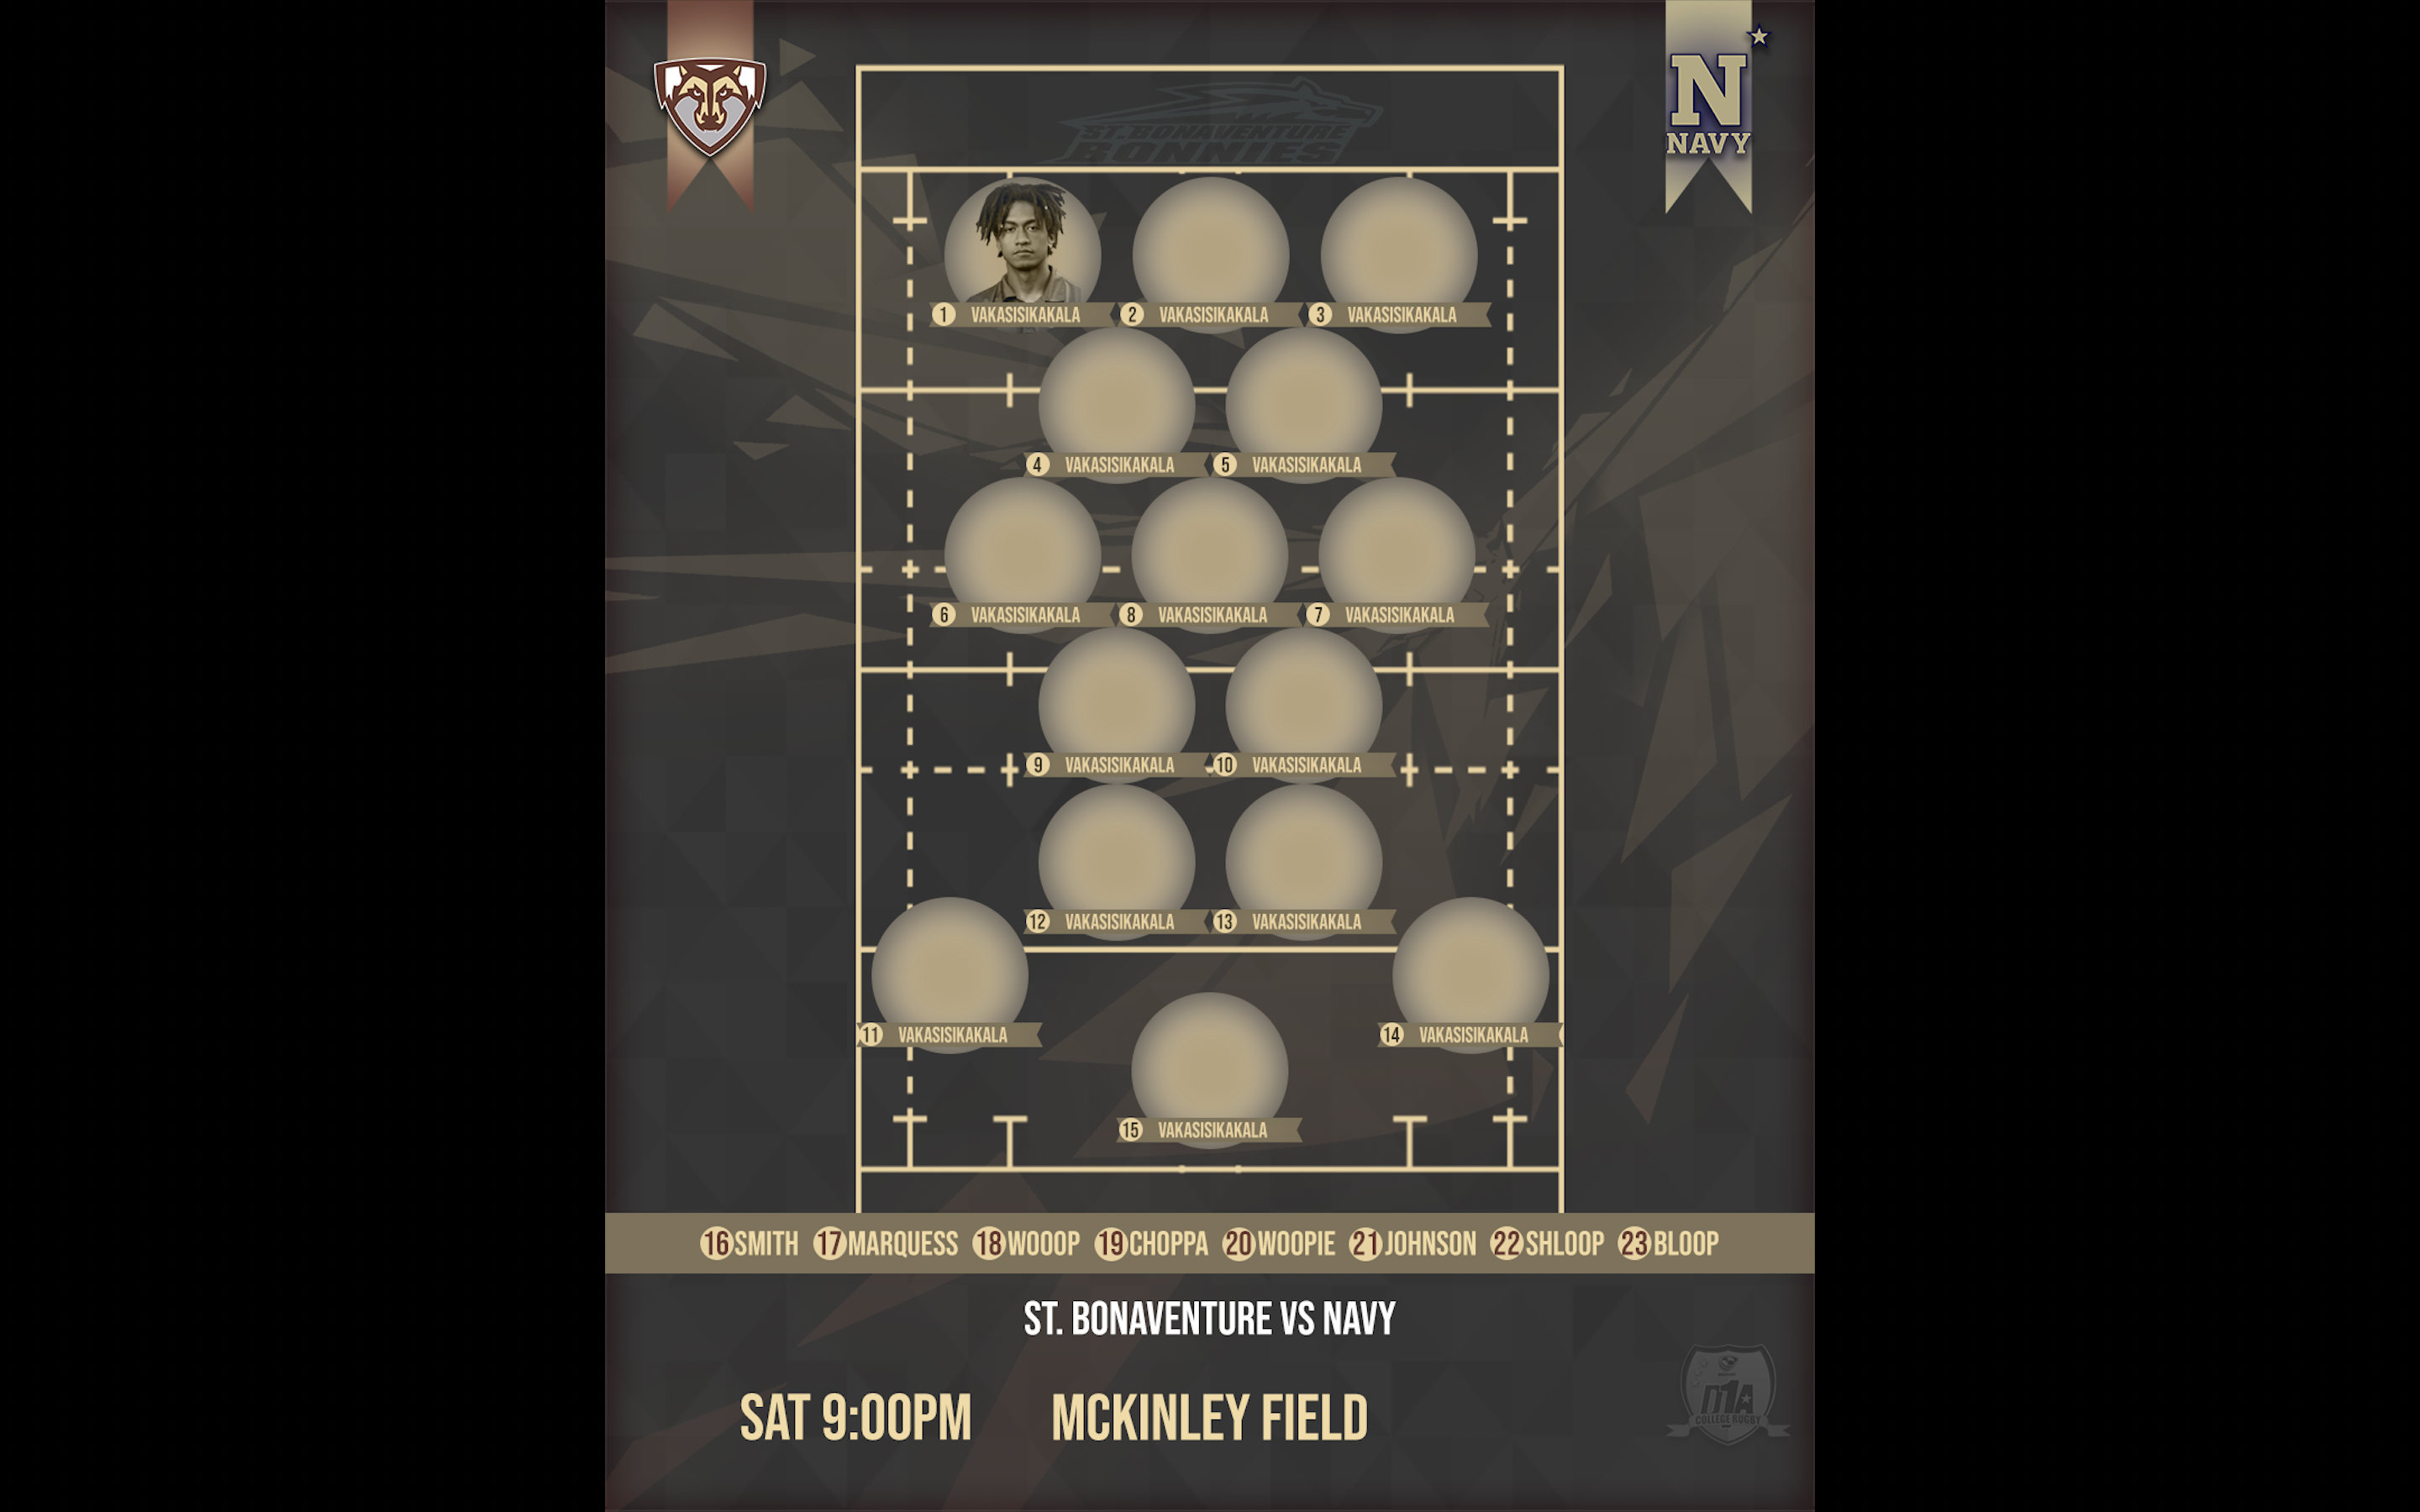 N
NAVY
ST. BONAVENTURE
BONNIES
1 VAKASISIKAKALA 2 VAKASISIKAKALA 3 VAKASISIKAKALA
4 VAKASISIKAKALA 5 VAKASISIKAKALA
6 VAKASISIKAKALA 8 VAKASISIKAKALA 7 VAKASISIKAKALA
9 VAKASISIKAKALA 10 VAKASISIKAKALA
12 VAKASISIKAKALA 13 VAKASISIKAKALA
11 VAKASISIKAKALA 14 VAKASISIKAKALA
15 VAKASISIKAKALA
16 SMITH 17 MARQUESS 18 WOOOP 19 CHOPPA 20 WOOPIE 21 JOHNSON 22 SHLOOP 23 BLOOP
ST. BONAVENTURE VS NAVY
SAT 9:00PM MCKINLEY FIELD
D1A
COLLEGE RUGBY